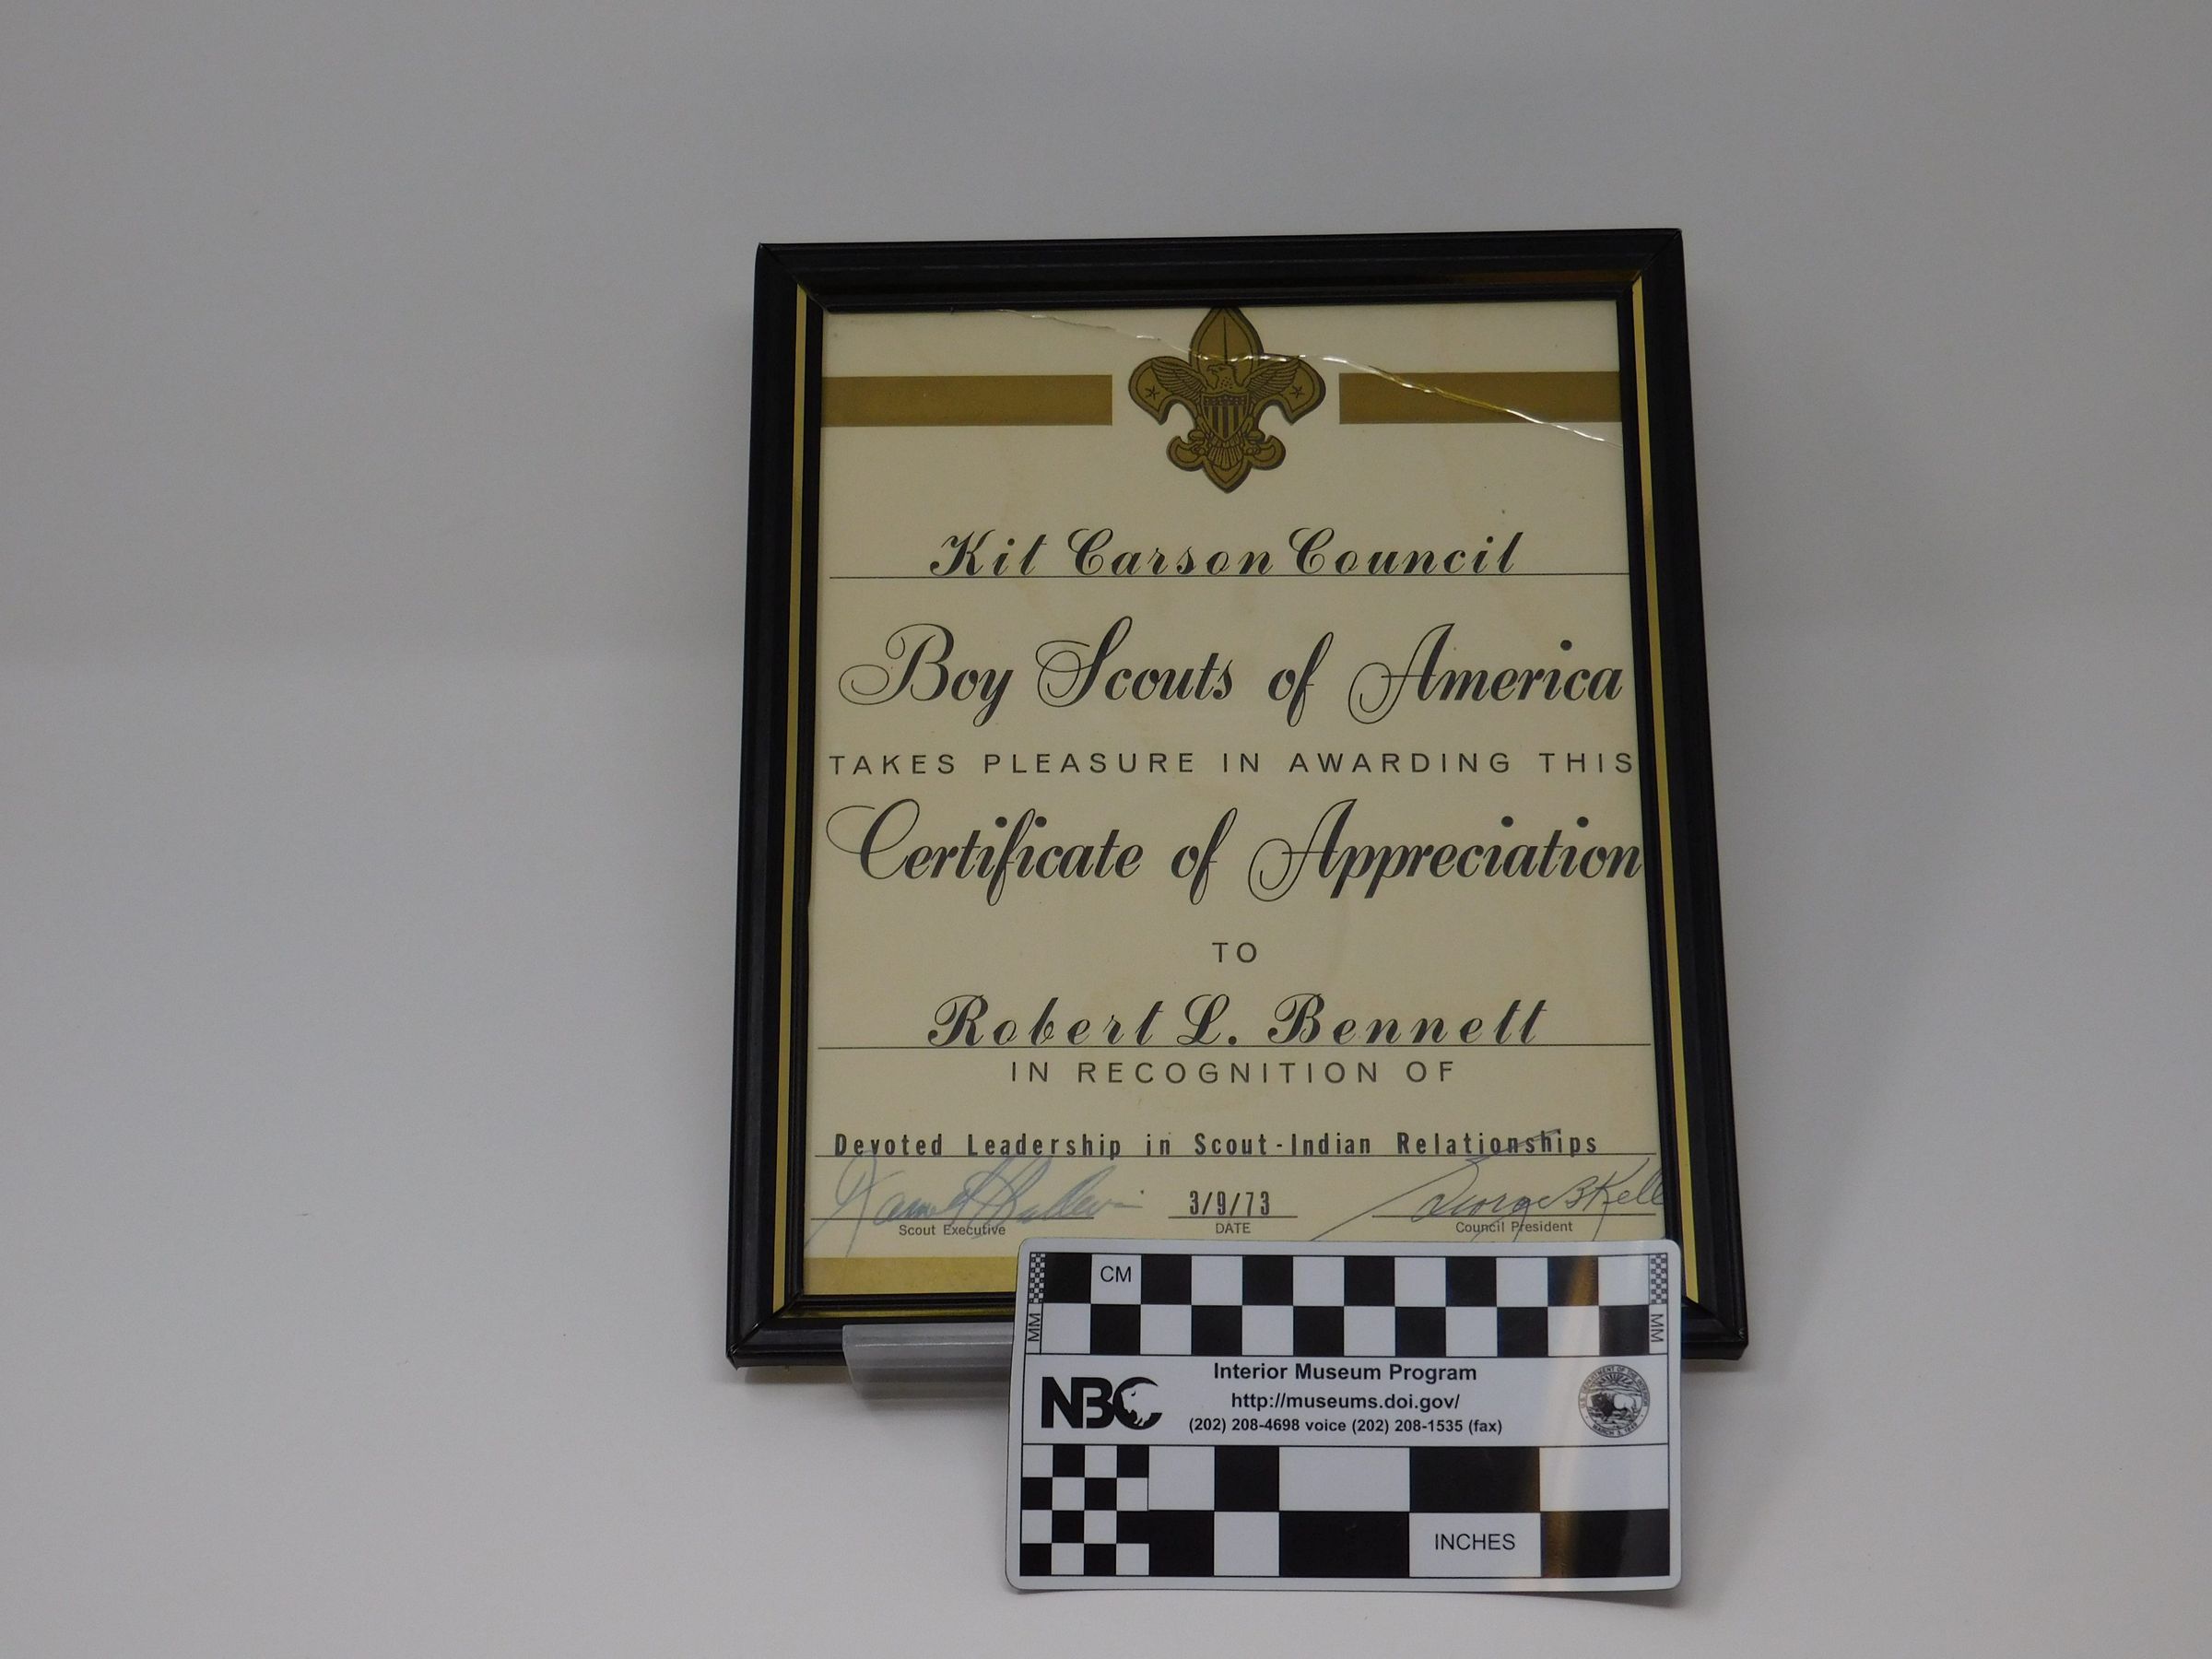 Kit Carson Council
Boy Scouts of America
TAKES PLEASURE IN AWARDING THIS
Certificate of Appreciation
TO
Robert L. Bennett
IN RECOGNITION OF
Devoted Leadership in Scout-Indian Relationships
3/9/73
George B Kell
Scout Executive DATE Council President
CM
MM MM
Interior Museum Program
NBC http://museums.doi.gov/
(202) 208-4698 voice (202) 208-1535 (fax)
INCHES